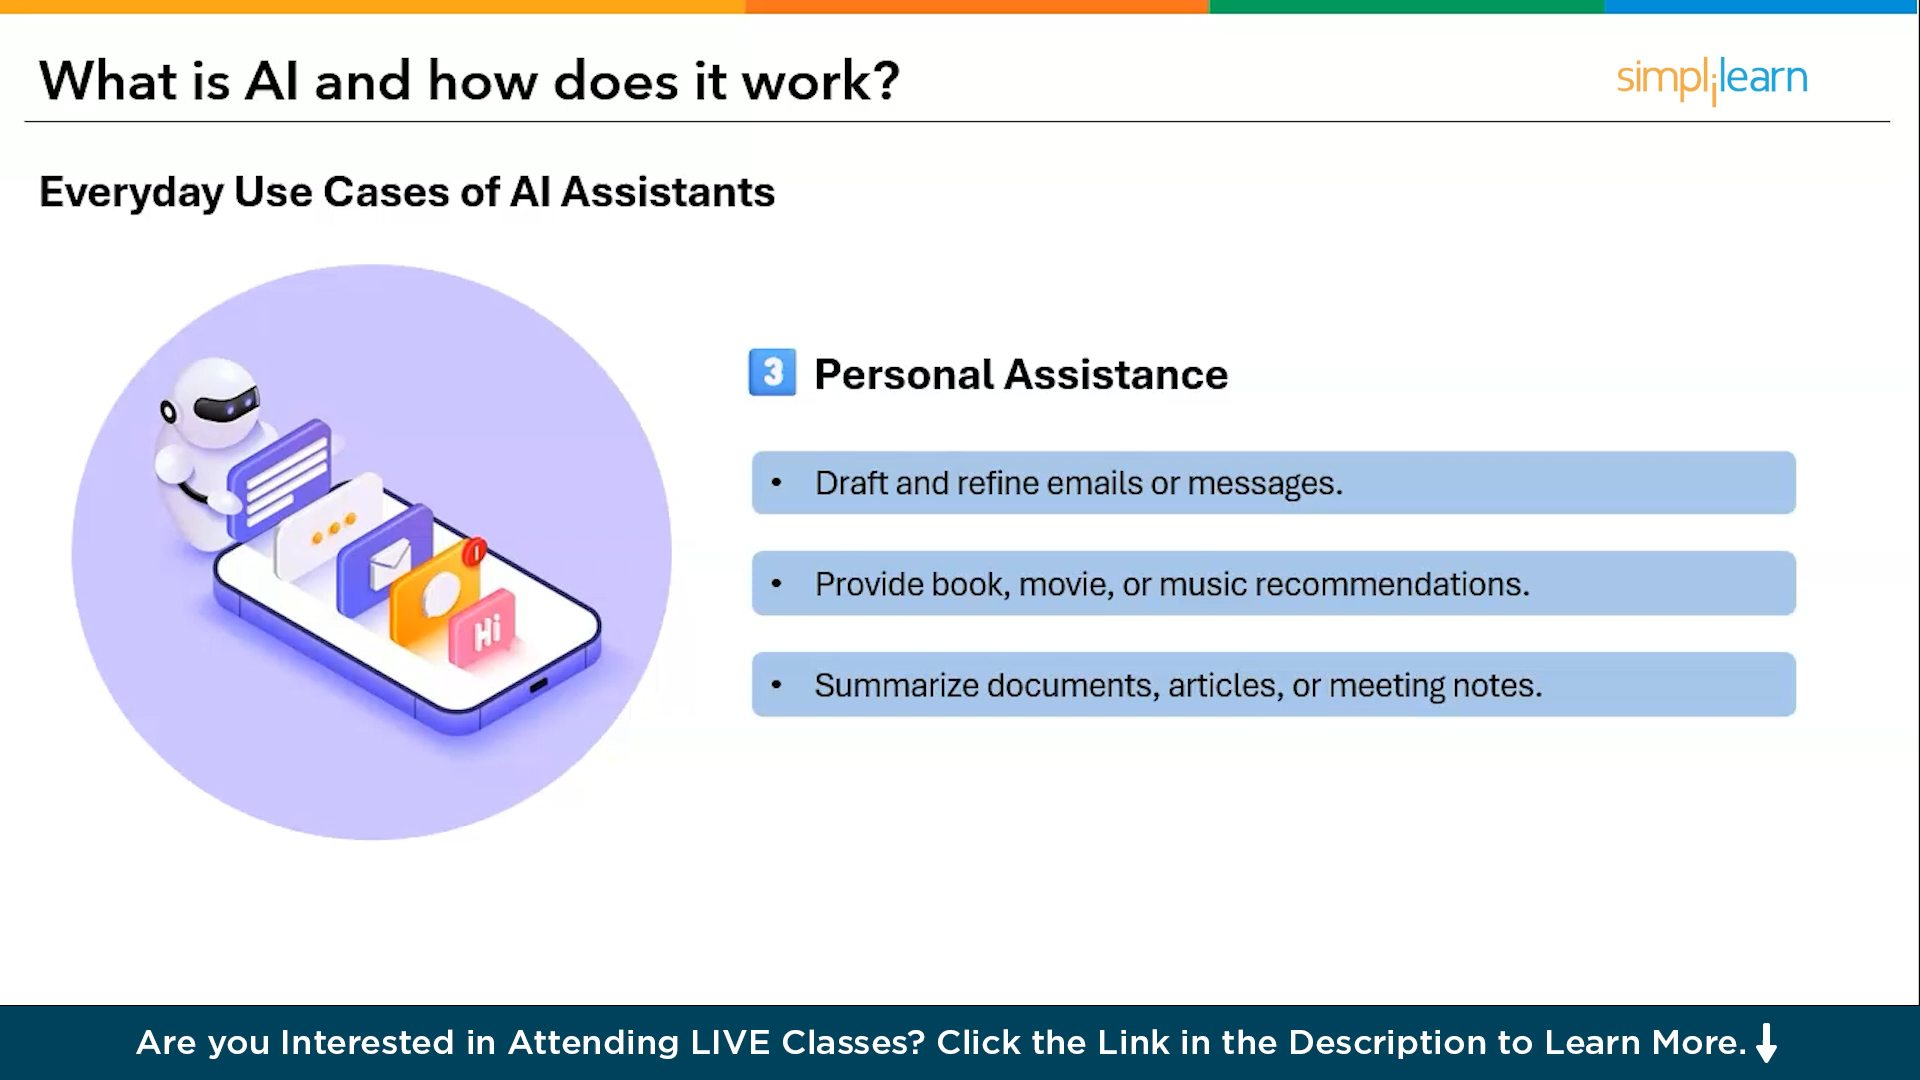 What is AI and how does it work?
simplilearn
Everyday Use Cases of AI Assistants
3 Personal Assistance
• Draft and refine emails or messages.
• Provide book, movie, or music recommendations.
• Summarize documents, articles, or meeting notes.
Hi
Are you Interested in Attending LIVE Classes? Click the Link in the Description to Learn More.